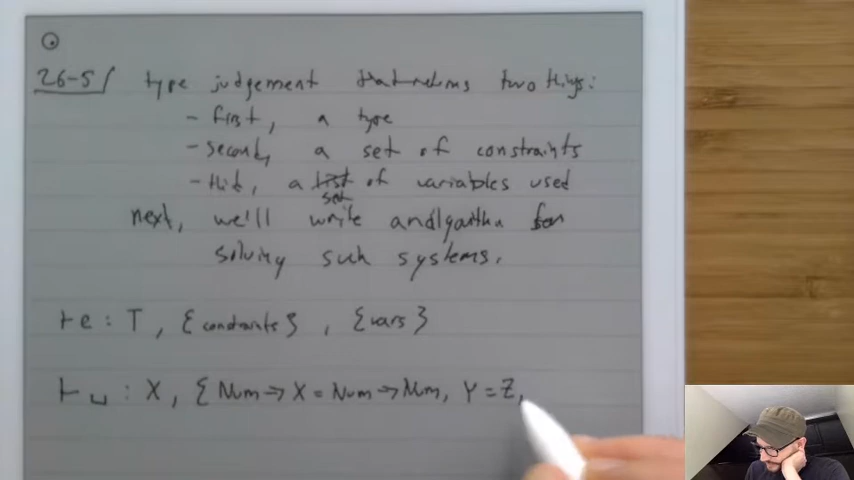 26-5/ type judgement that returns two things:
- first, a type
- second, a set of constraints
- third, a list set of variables used
next, we'll write an algorithm for
solving such systems.
⊢ e : T, {constraints}, {vars}
⊢ ␣ : X, {Num → X = Num → Num, Y = Z,